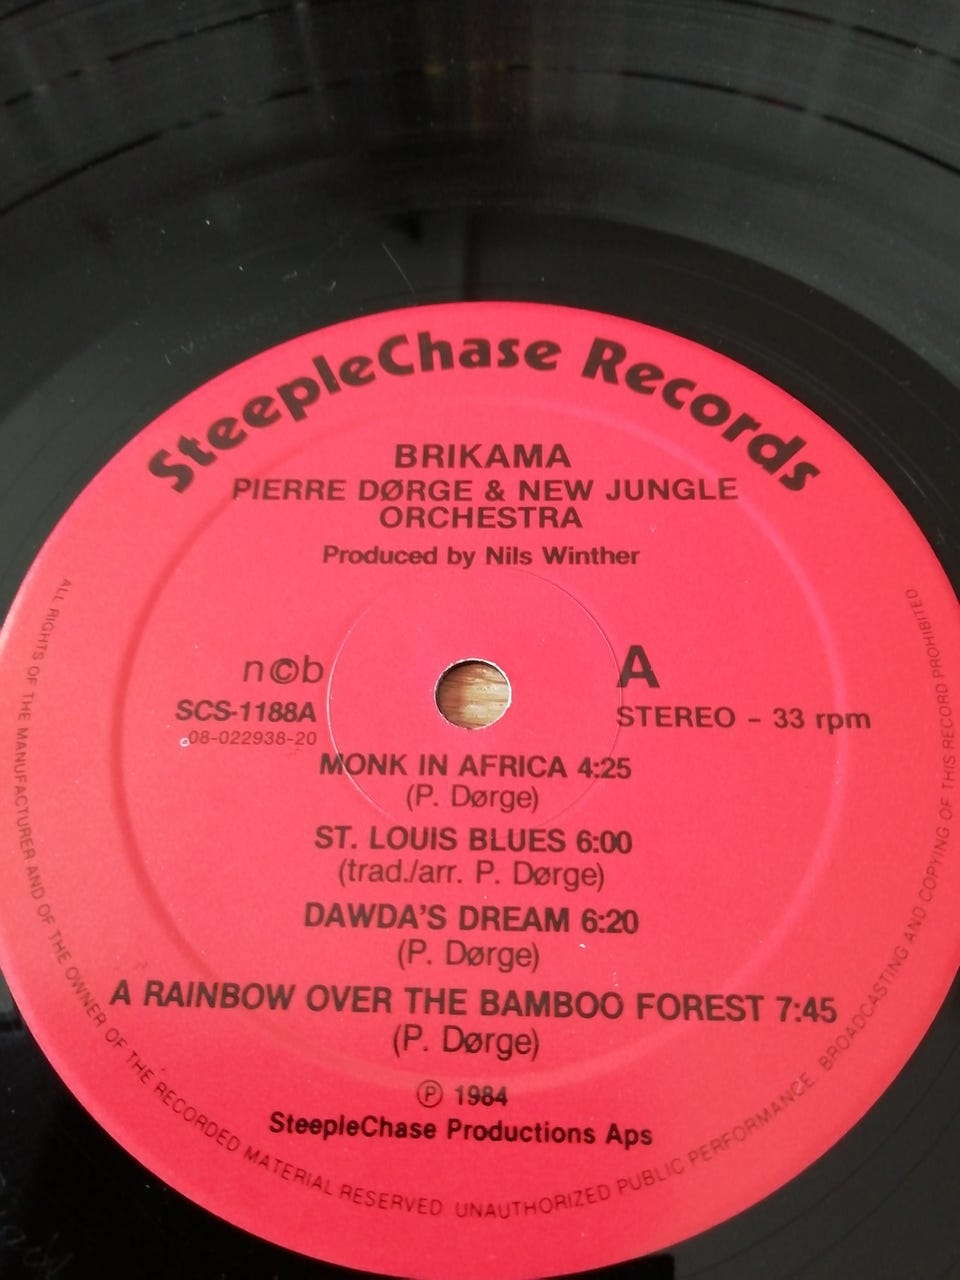 SteepleChase Records
BRIKAMA
PIERRE DØRGE & NEW JUNGLE
ORCHESTRA
Produced by Nils Winther
n©b
SCS-1188A
08-022938-20
A
STEREO - 33 rpm
MONK IN AFRICA 4:25
(P. Dørge)
ST. LOUIS BLUES 6:00
(trad./arr. P. Dørge)
DAWDA'S DREAM 6:20
(P. Dørge)
A RAINBOW OVER THE BAMBOO FOREST 7:45
(P. Dørge)
℗ 1984
SteepleChase Productions Aps
ALL RIGHTS OF THE MANUFACTURER AND OF THE OWNER OF THE RECORDED MATERIAL RESERVED. UNAUTHORIZED PUBLIC PERFORMANCE. BROADCASTING AND COPYING OF THIS RECORD PROHIBITED